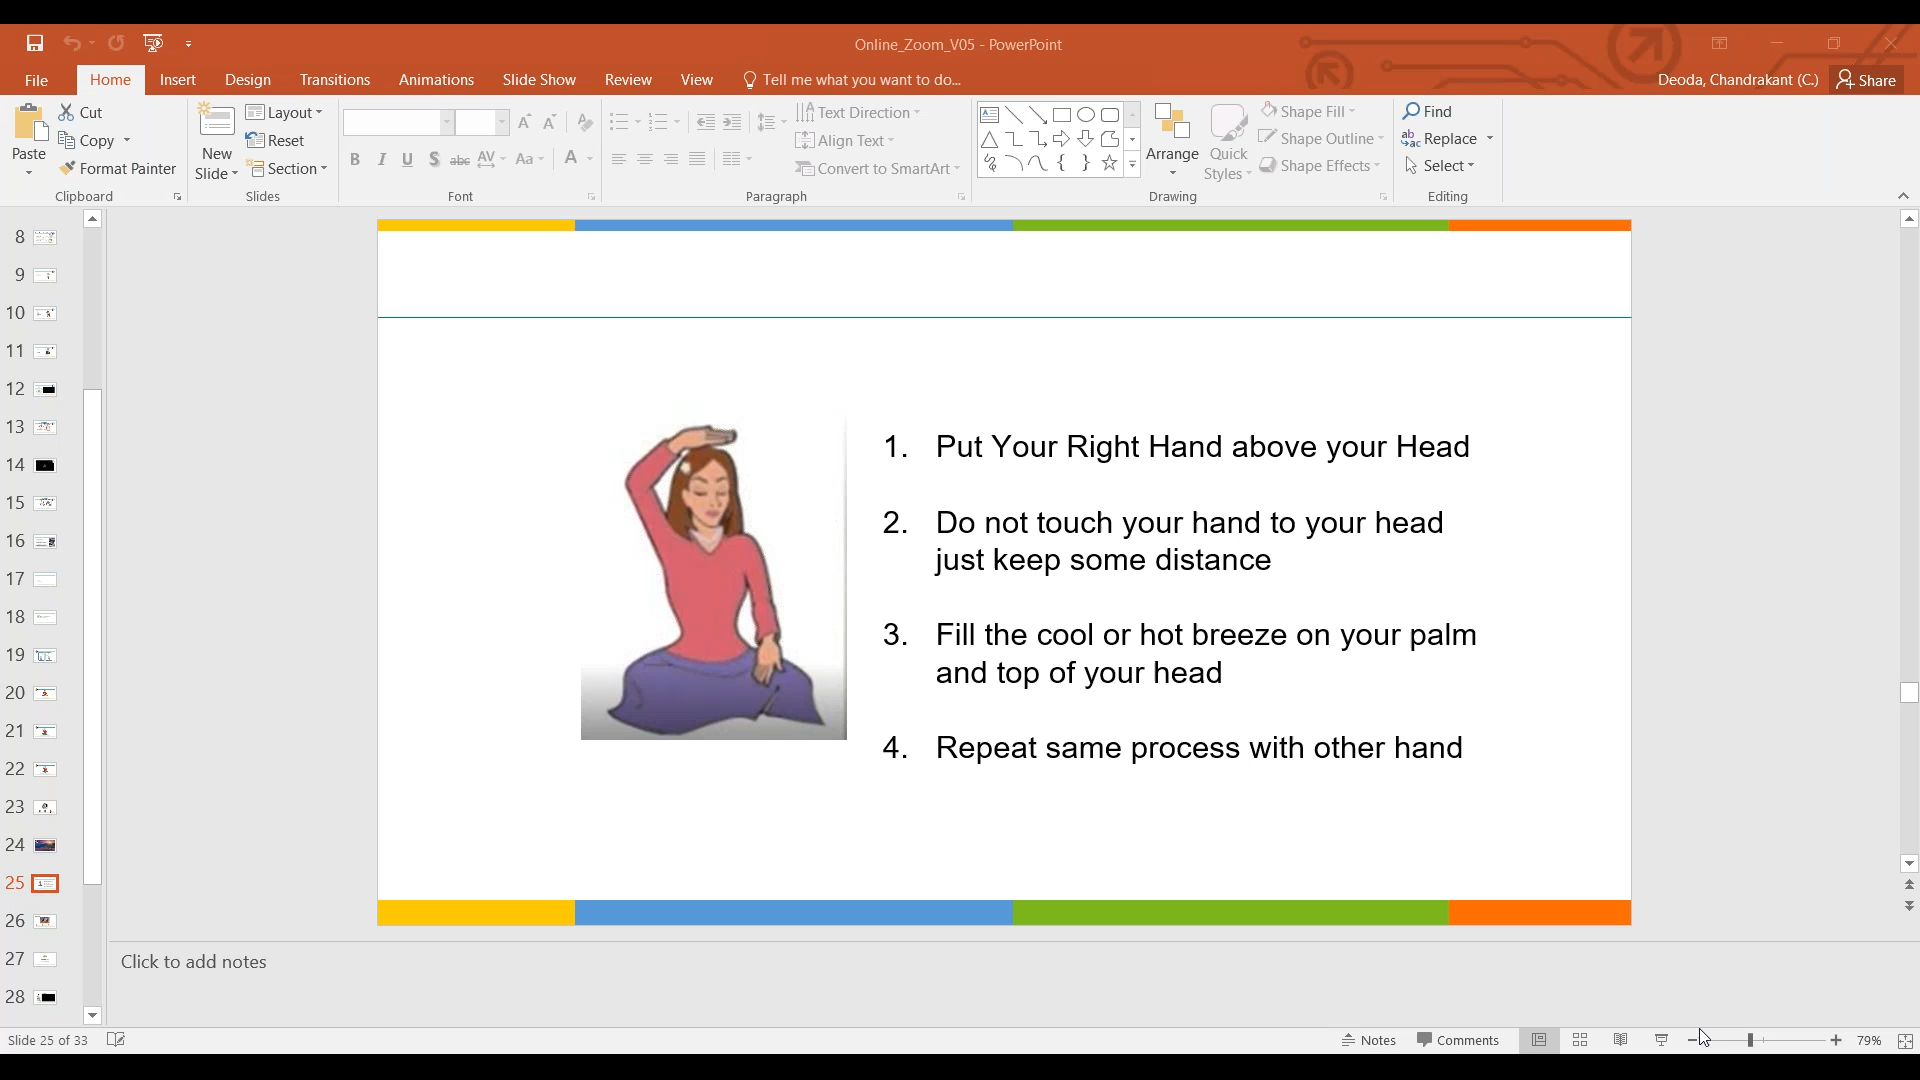 Online_Zoom_V05 - PowerPoint
File Home Insert Design Transitions Animations Slide Show Review View Tell me what you want to do... Deoda, Chandrakant (C.) Share
Paste
Cut
Copy
Format Painter
Clipboard
New
Slide
Layout
Reset
Section
Slides
B I U S abc AV Aa A
Font
Text Direction
Align Text
Convert to SmartArt
Paragraph
Arrange
Quick
Styles
Shape Fill
Shape Outline
Shape Effects
Drawing
Find
Replace
Select
Editing
8
9
10
11
12
13
14
15
16
17
18
19
20
21
22
23
24
25
26
27
28
1. Put Your Right Hand above your Head
2. Do not touch your hand to your head
just keep some distance
3. Fill the cool or hot breeze on your palm
and top of your head
4. Repeat same process with other hand
Click to add notes
Slide 25 of 33 Notes Comments 79%